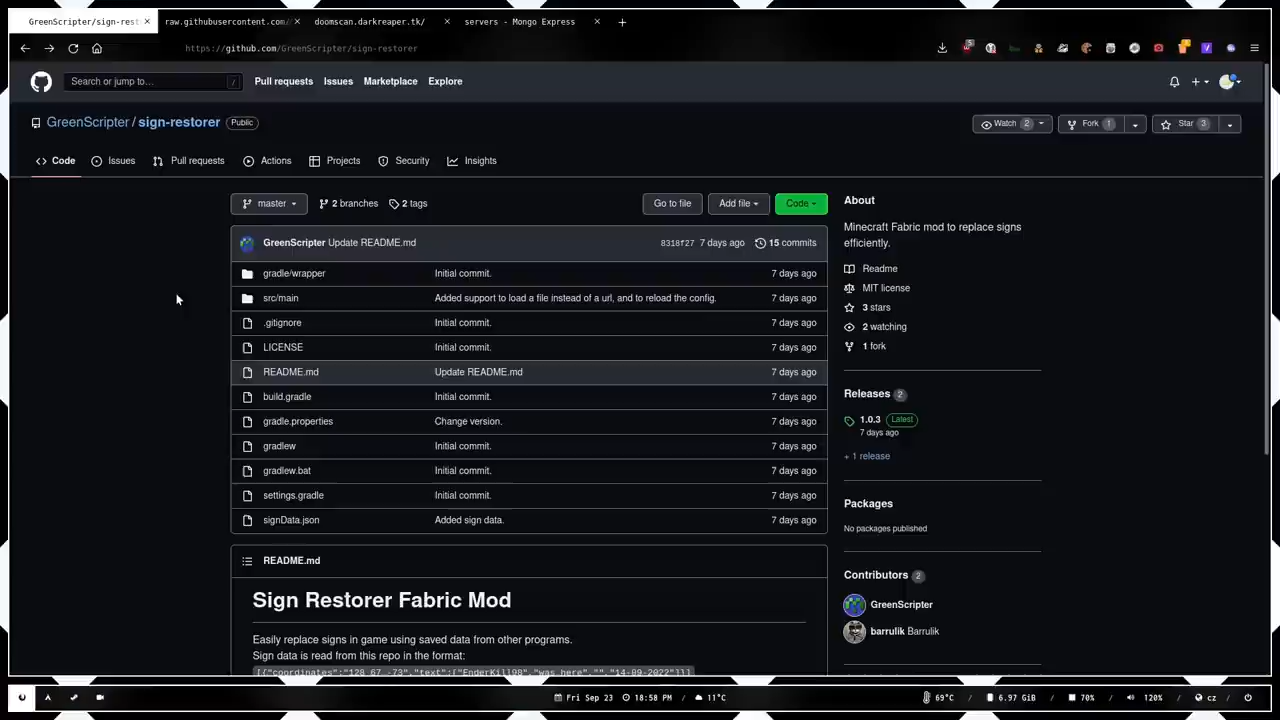 GreenScripter/sign-rest
raw.githubusercontent.com/
doomscan.darkreaper.tk/
servers - Mongo Express
https://github.com/GreenScripter/sign-restorer
Search or jump to...
/
Pull requests
Issues
Marketplace
Explore
GreenScripter / sign-restorer
Public
Watch 2
Fork 1
Star 3
Code
Issues
Pull requests
Actions
Projects
Security
Insights
master
2 branches
2 tags
Go to file
Add file
Code
GreenScripter Update README.md
8318f27 7 days ago
15 commits
gradle/wrapper Initial commit. 7 days ago
src/main Added support to load a file instead of a url, and to reload the config. 7 days ago
.gitignore Initial commit. 7 days ago
LICENSE Initial commit. 7 days ago
README.md Update README.md 7 days ago
build.gradle Initial commit. 7 days ago
gradle.properties Change version. 7 days ago
gradlew Initial commit. 7 days ago
gradlew.bat Initial commit. 7 days ago
settings.gradle Initial commit. 7 days ago
signData.json Added sign data. 7 days ago
README.md
Sign Restorer Fabric Mod
Easily replace signs in game using saved data from other programs.
Sign data is read from this repo in the format:
[{"coordinates":"128 67 -73","text":["EnderKill98","was here","","14-09-2022"]}]
About
Minecraft Fabric mod to replace signs
efficiently.
Readme
MIT license
3 stars
2 watching
1 fork
Releases 2
1.0.3 Latest
7 days ago
+ 1 release
Packages
No packages published
Contributors 2
GreenScripter
barrulik Barrulik
Fri Sep 23 / 18:58 PM / 11°C
69°C / 6.97 GiB / 70% / 120% / cz /